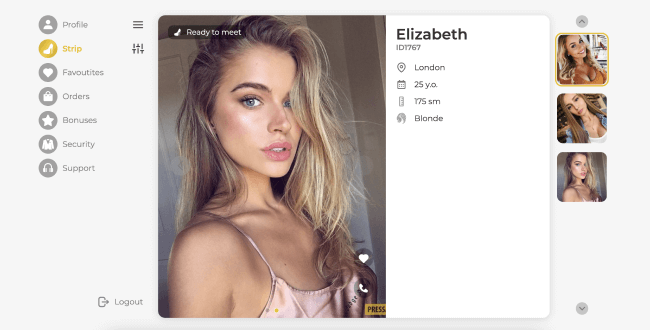 Profile
Strip
Favoutites
Orders
Bonuses
Security
Support
Logout
Ready to meet
PRESS
Elizabeth
ID1767
London
25 y.o.
175 sm
Blonde